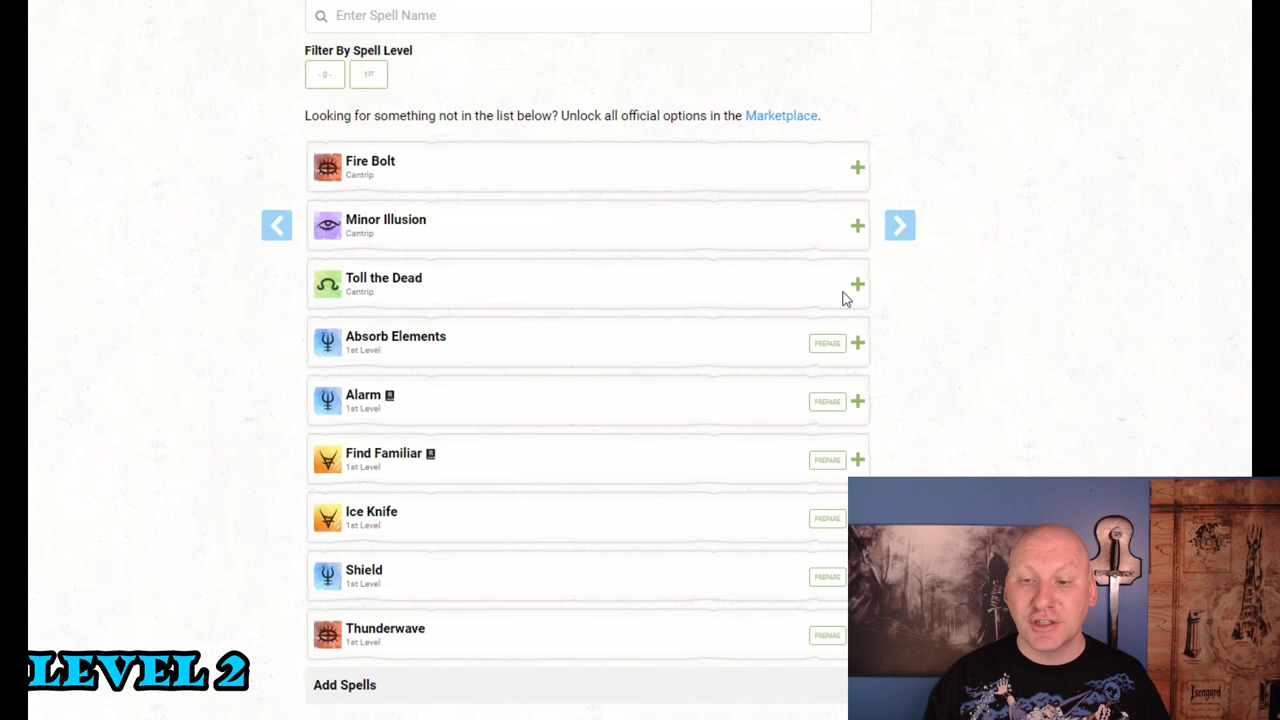 Enter Spell Name
Filter By Spell Level
- 0 -
1ST
Looking for something not in the list below? Unlock all official options in the Marketplace.
Fire Bolt
Cantrip
Minor Illusion
Cantrip
Toll the Dead
Cantrip
Absorb Elements
1st Level
PREPARE
Alarm
1st Level
PREPARE
Find Familiar
1st Level
PREPARE
Ice Knife
1st Level
PREPARE
Shield
1st Level
PREPARE
Thunderwave
1st Level
PREPARE
Add Spells
LEVEL 2
Isengard